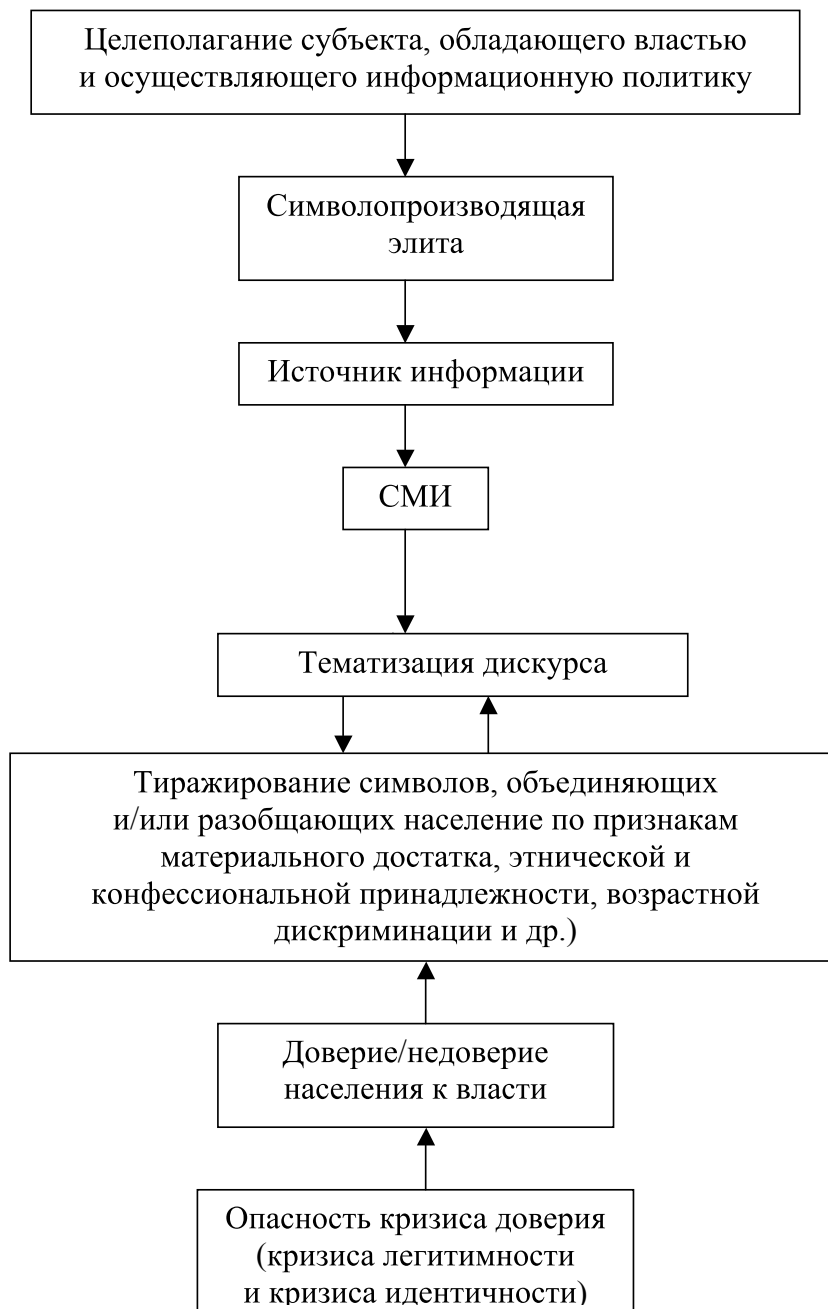 Целеполагание субъекта, обладающего властью
и осуществляющего информационную политику
Символопроизводящая
элита
Источник информации
СМИ
Тематизация дискурса
Тиражирование символов, объединяющих
и/или разобщающих население по признакам
материального достатка, этнической и
конфессиональной принадлежности, возрастной
дискриминации и др.)
Доверие/недоверие
населения к власти
Опасность кризиса доверия
(кризиса легитимности
и кризиса идентичности)